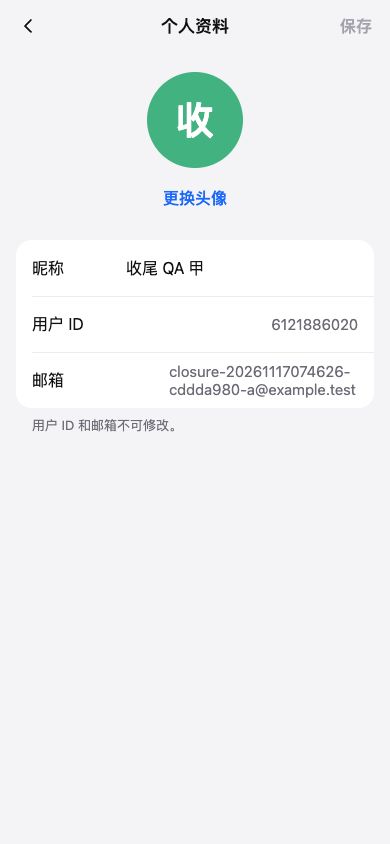 个人资料
保存
收
更换头像
昵称 收尾 QA 甲
用户 ID 6121886020
邮箱 closure-20261117074626-
cddda980-a@example.test
用户 ID 和邮箱不可修改。